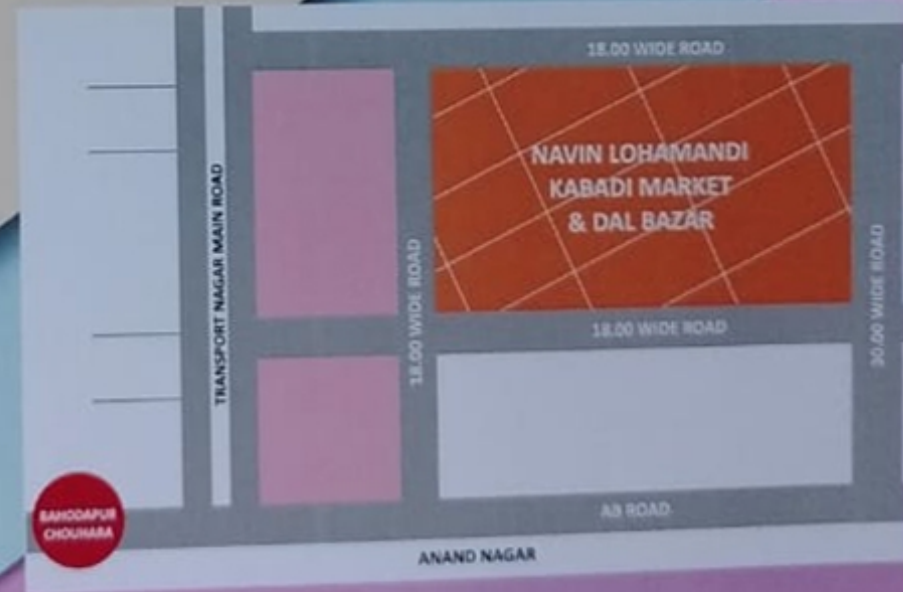 18.00 WIDE ROAD
NAVIN LOHAMANDI
KABADI MARKET
& DAL BAZAR
TRANSPORT NAGAR MAIN ROAD
18.00 WIDE ROAD
18.00 WIDE ROAD
30.00 WIDE ROAD
BAHODAPUR
CHOUHARA
AB ROAD
ANAND NAGAR